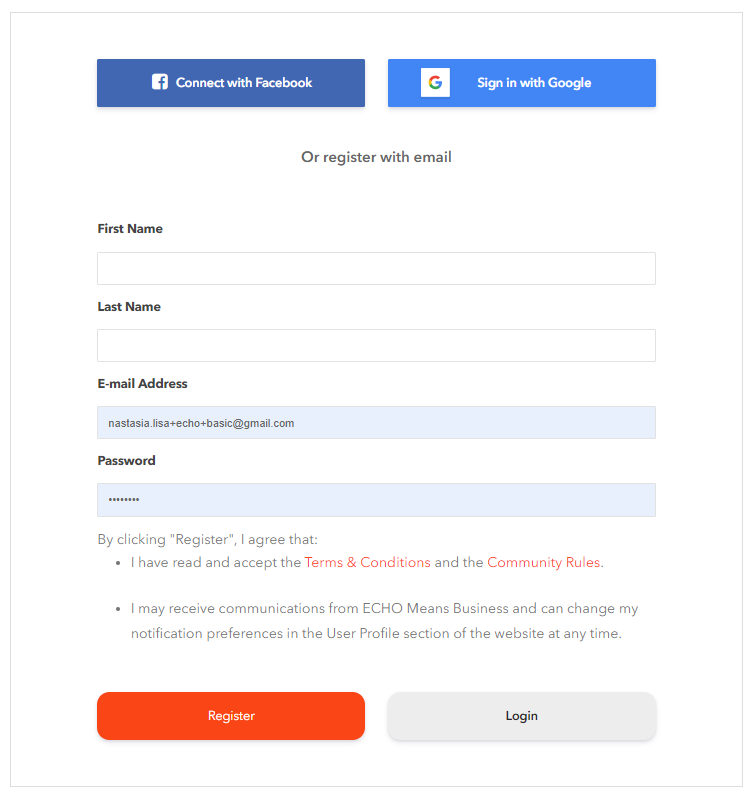 Connect with Facebook
Sign in with Google
Or register with email
First Name
Last Name
E-mail Address
nastasia.lisa+echo+basic@gmail.com
Password
••••••••
By clicking "Register", I agree that:
• I have read and accept the Terms & Conditions and the Community Rules.
• I may receive communications from ECHO Means Business and can change my
notification preferences in the User Profile section of the website at any time.
Register
Login